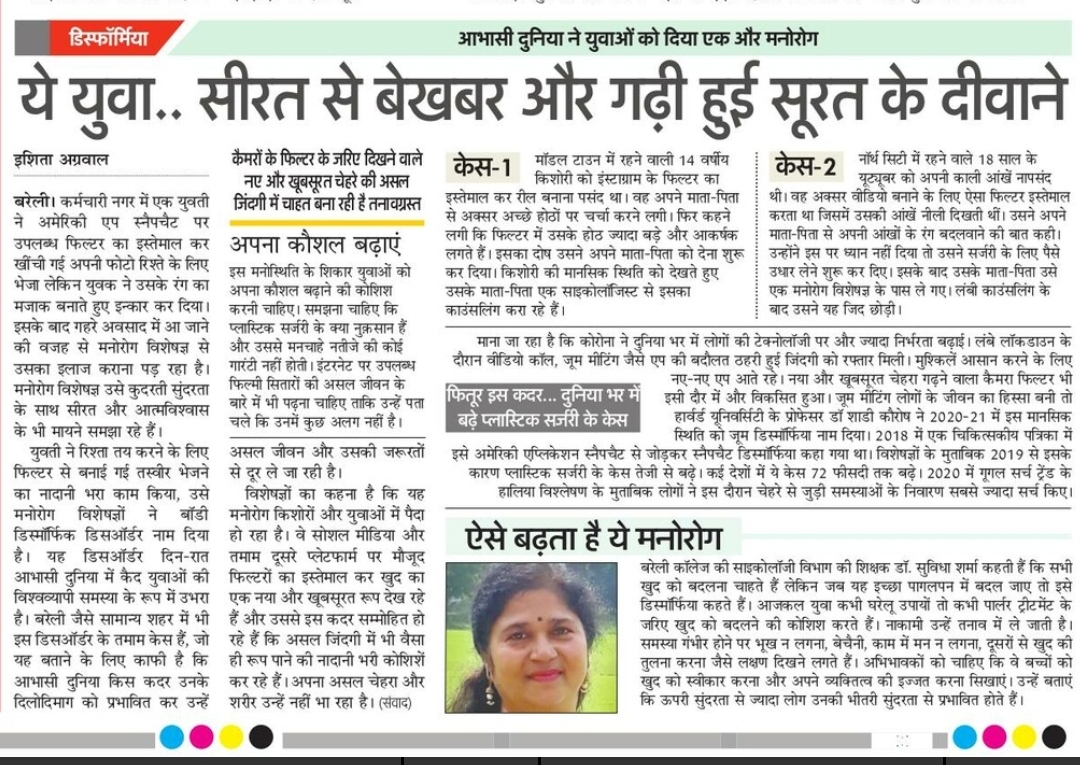 डिस्फॉर्मिया
आभासी दुनिया ने युवाओं को दिया एक और मनोरोग
ये युवा.. सीरत से बेखबर और गढ़ी हुई सूरत के दीवाने
इशिता अग्रवाल
बरेली। कर्मचारी नगर में एक युवती
ने अमेरिकी एप स्नैपचैट पर
उपलब्ध फिल्टर का इस्तेमाल कर
खींची गई अपनी फोटो रिश्ते के लिए
भेजा लेकिन युवक ने उसके रंग का
मजाक बनाते हुए इन्कार कर दिया।
इसके बाद गहरे अवसाद में आ जाने
की वजह से मनोरोग विशेषज्ञ से
उसका इलाज कराना पड़ रहा है।
मनोरोग विशेषज्ञ उसे कुदरती सुंदरता
के साथ सीरत और आत्मविश्वास
के भी मायने समझा रहे हैं।
युवती ने रिश्ता तय करने के लिए
फिल्टर से बनाई गई तस्वीर भेजने
का नादानी भरा काम किया, उसे
मनोरोग विशेषज्ञों ने बॉडी
डिस्मॉर्फिक डिसऑर्डर नाम दिया
है। यह डिसऑर्डर दिन-रात
आभासी दुनिया में कैद युवाओं की
विश्वव्यापी समस्या के रूप में उभरा
है। बरेली जैसे सामान्य शहर में भी
इस डिसऑर्डर के तमाम केस हैं, जो
यह बताने के लिए काफी है कि
आभासी दुनिया किस कदर उनके
दिलोदिमाग को प्रभावित कर उन्हें
कैमरों के फिल्टर के जरिए दिखने वाले
नए और खूबसूरत चेहरे की असल
जिंदगी में चाहत बना रही है तनावग्रस्त
अपना कौशल बढ़ाएं
इस मनोस्थिति के शिकार युवाओं को
अपना कौशल बढ़ाने की कोशिश
करनी चाहिए। समझना चाहिए कि
प्लास्टिक सर्जरी के क्या नुक़सान हैं
और उससे मनचाहे नतीजे की कोई
गारंटी नहीं होती। इंटरनेट पर उपलब्ध
फिल्मी सितारों की असल जीवन के
बारे में भी पढ़ना चाहिए ताकि उन्हें पता
चले कि उनमें कुछ अलग नहीं है।
असल जीवन और उसकी जरूरतों
से दूर ले जा रही है।
विशेषज्ञों का कहना है कि यह
मनोरोग किशोरों और युवाओं में पैदा
हो रहा है। वे सोशल मीडिया और
तमाम दूसरे प्लेटफार्म पर मौजूद
फिल्टरों का इस्तेमाल कर खुद का
एक नया और खूबसूरत रूप देख रहे
हैं और उससे इस कदर सम्मोहित हो
रहे हैं कि असल जिंदगी में भी वैसा
ही रूप पाने की नादानी भरी कोशिशें
कर रहे हैं। अपना असल चेहरा और
शरीर उन्हें नहीं भा रहा है। (संवाद)
केस-1
मॉडल टाउन में रहने वाली 14 वर्षीय
किशोरी को इंस्टाग्राम के फिल्टर का
इस्तेमाल कर रील बनाना पसंद था। वह अपने माता-पिता
से अक्सर अच्छे होठों पर चर्चा करने लगी। फिर कहने
लगी कि फिल्टर में उसके होठ ज्यादा बड़े और आकर्षक
लगते हैं। इसका दोष उसने अपने माता-पिता को देना शुरू
कर दिया। किशोरी की मानसिक स्थिति को देखते हुए
उसके माता-पिता एक साइकोलॉजिस्ट से इसका
काउंसलिंग करा रहे हैं।
केस-2
नॉर्थ सिटी में रहने वाले 18 साल के
यूट्यूबर को अपनी काली आंखें नापसंद
थी। वह अक्सर वीडियो बनाने के लिए ऐसा फिल्टर इस्तेमाल
करता था जिसमें उसकी आंखें नीली दिखती थीं। उसने अपने
माता-पिता से अपनी आंखों के रंग बदलवाने की बात कही।
उन्होंने इस पर ध्यान नहीं दिया तो उसने सर्जरी के लिए पैसे
उधार लेने शुरू कर दिए। इसके बाद उसके माता-पिता उसे
एक मनोरोग विशेषज्ञ के पास ले गए। लंबी काउंसलिंग के
बाद उसने यह जिद छोड़ी।
माना जा रहा है कि कोरोना ने दुनिया भर में लोगों की टेक्नोलॉजी पर और ज्यादा निर्भरता बढ़ाई। लंबे लॉकडाउन के
दौरान वीडियो कॉल, जूम मीटिंग जैसे एप की बदौलत ठहरी हुई जिंदगी को रफ्तार मिली। मुश्किलें आसान करने के लिए
नए-नए एप आते रहे। नया और खूबसूरत चेहरा गढ़ने वाला कैमरा फिल्टर भी
इसी दौर में और विकसित हुआ। जूम मीटिंग लोगों के जीवन का हिस्सा बनी तो
हार्वर्ड यूनिवर्सिटी के प्रोफेसर डॉ शाडी कौरोष ने 2020-21 में इस मानसिक
स्थिति को जूम डिस्मॉर्फिया नाम दिया। 2018 में एक चिकित्सकीय पत्रिका में
इसे अमेरिकी एप्लिकेशन स्नैपचैट से जोड़कर स्नैपचैट डिस्मॉर्फिया कहा गया था। विशेषज्ञों के मुताबिक 2019 से इसके
कारण प्लास्टिक सर्जरी के केस तेजी से बढ़े। कई देशों में ये केस 72 फीसदी तक बढ़े। 2020 में गूगल सर्च ट्रेंड के
हालिया विश्लेषण के मुताबिक लोगों ने इस दौरान चेहरे से जुड़ी समस्याओं के निवारण सबसे ज्यादा सर्च किए।
फितूर इस कदर... दुनिया भर में
बढ़े प्लास्टिक सर्जरी के केस
ऐसे बढ़ता है ये मनोरोग
बरेली कॉलेज की साइकोलॉजी विभाग की शिक्षक डॉ. सुविधा शर्मा कहती हैं कि सभी
खुद को बदलना चाहते हैं लेकिन जब यह इच्छा पागलपन में बदल जाए तो इसे
डिस्मॉर्फिया कहते हैं। आजकल युवा कभी घरेलू उपायों तो कभी पार्लर ट्रीटमेंट के
जरिए खुद को बदलने की कोशिश करते हैं। नाकामी उन्हें तनाव में ले जाती है।
समस्या गंभीर होने पर भूख न लगना, बेचैनी, काम में मन न लगना, दूसरों से खुद की
तुलना करना जैसे लक्षण दिखने लगते हैं। अभिभावकों को चाहिए कि वे बच्चों को
खुद को स्वीकार करना और अपने व्यक्तित्व की इज्जत करना सिखाएं। उन्हें बताएं
कि ऊपरी सुंदरता से ज्यादा लोग उनकी भीतरी सुंदरता से प्रभावित होते हैं।